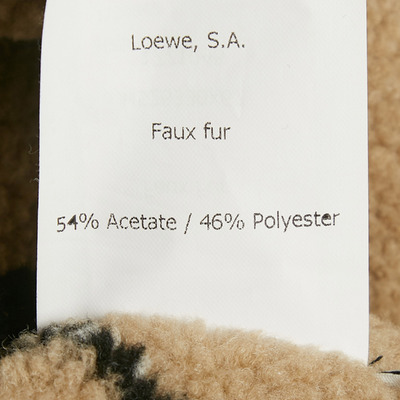 Loewe, S.A.
Faux fur
54% Acetate / 46% Polyester